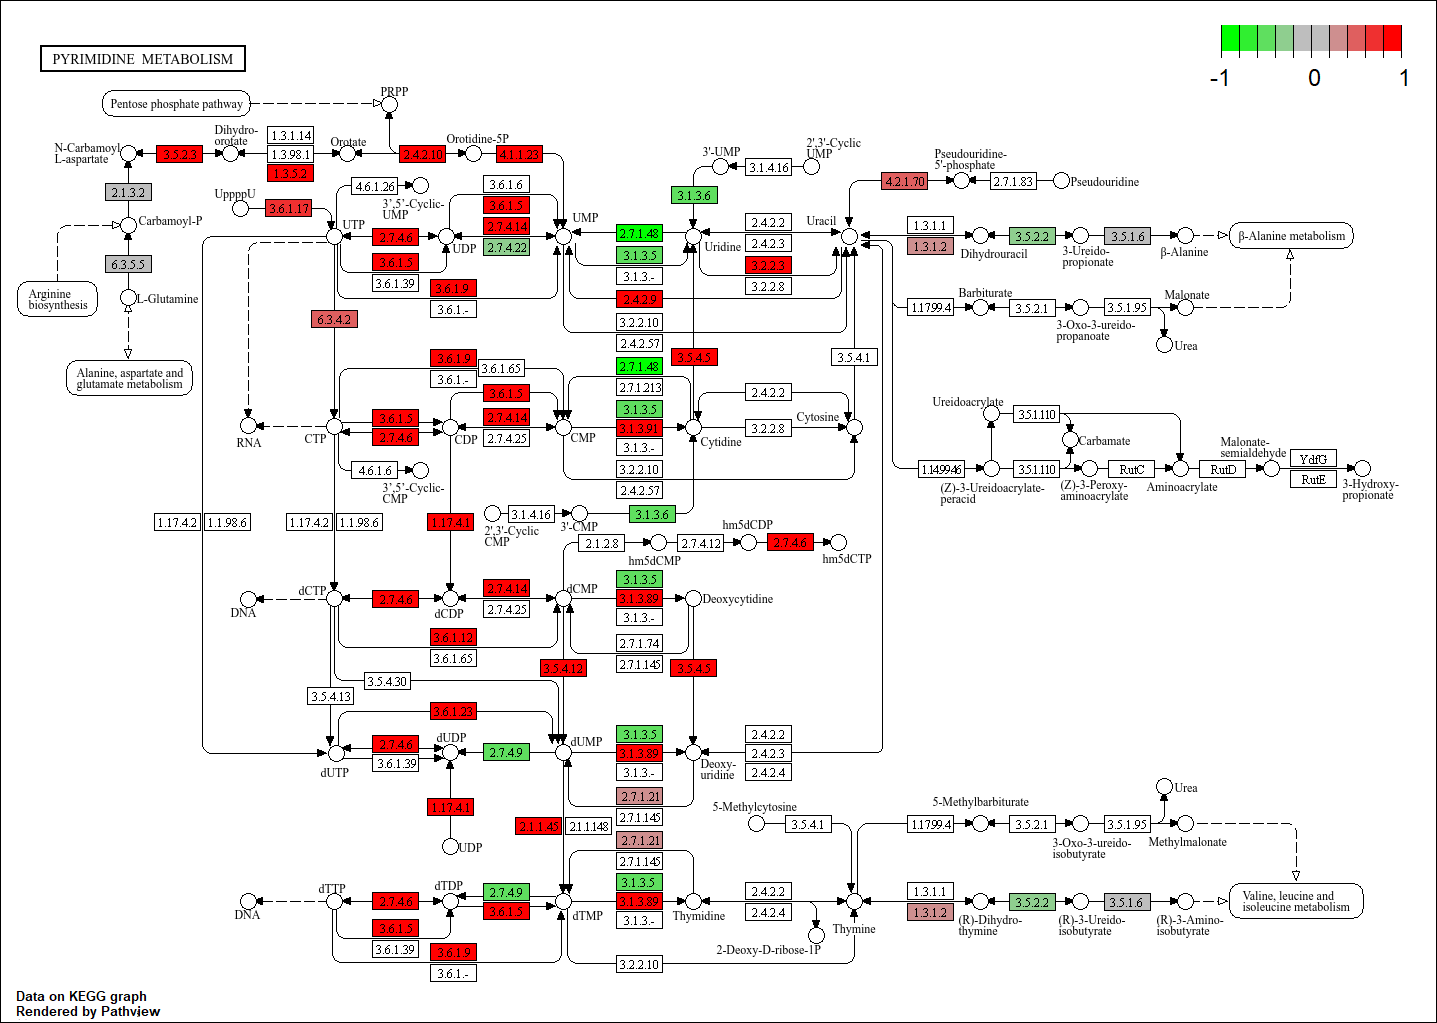 PYRIMIDINE METABOLISM
-1 0 1
Pentose phosphate pathway
PRPP
N-Carbamoyl-
L-aspartate
3.5.2.3
Dihydro-
orotate
1.3.1.14
1.3.98.1
1.3.5.2
Orotate
2.4.2.10
Orotidine-5P
4.1.1.23
2.1.3.2
Carbamoyl-P
6.3.5.5
L-Glutamine
Arginine
biosynthesis
Alanine, aspartate and
glutamate metabolism
UppppU
3.6.1.17
UTP
4.6.1.26
3',5'-Cyclic-
UMP
2.7.4.6
3.6.1.5
3.6.1.39
UDP
3.6.1.6
3.6.1.5
2.7.4.14
2.7.4.22
3.6.1.9
3.6.1.-
UMP
2.7.1.48
3.1.3.5
3.1.3.-
2.4.2.9
3.2.2.10
2.4.2.57
3'-UMP
3.1.4.16
2',3'-Cyclic
UMP
3.1.3.6
Uridine
2.4.2.2
2.4.2.3
3.2.2.3
3.2.2.8
Uracil
4.2.1.70
Pseudouridine-
5'-phosphate
2.7.1.83
Pseudouridine
1.3.1.1
1.3.1.2
Dihydrouracil
3.5.2.2
3-Ureido-
propionate
3.5.1.6
β-Alanine
β-Alanine metabolism
1.17.99.4
Barbiturate
3.5.2.1
3-Oxo-3-ureido-
propanoate
3.5.1.95
Malonate
Urea
6.3.4.2
3.6.1.9
3.6.1.-
3.6.1.65
2.7.1.48
2.7.1.213
3.5.4.5
3.5.4.1
RNA
CTP
3.6.1.5
2.7.4.6
CDP
3.6.1.5
2.7.4.14
2.7.4.25
CMP
3.1.3.5
3.1.3.91
3.1.3.-
3.2.2.10
2.4.2.57
Cytidine
2.4.2.2
3.2.2.8
Cytosine
4.6.1.6
3',5'-Cyclic-
CMP
Ureidoacrylate
3.5.1.110
Carbamate
1.14.99.46
(Z)-3-Ureidoacrylate-
peracid
3.5.1.110
(Z)-3-Peroxy-
aminoacrylate
RutC
Aminoacrylate
RutD
Malonate-
semialdehyde
YdfG
RutE
3-Hydroxy-
propionate
1.17.4.2
1.1.98.6
1.17.4.2
1.1.98.6
1.17.4.1
2',3'-Cyclic
CMP
3.1.4.16
3'-CMP
3.1.3.6
2.1.2.8
hm5dCMP
2.7.4.12
hm5dCDP
2.7.4.6
hm5dCTP
DNA
dCTP
2.7.4.6
dCDP
2.7.4.14
2.7.4.25
dCMP
3.1.3.5
3.1.3.89
3.1.3.-
Deoxycytidine
3.6.1.12
3.6.1.65
2.7.1.74
2.7.1.145
3.5.4.12
3.5.4.5
3.5.4.30
3.5.4.13
3.6.1.23
dUTP
2.7.4.6
3.6.1.39
dUDP
2.7.4.9
dUMP
3.1.3.5
3.1.3.89
3.1.3.-
Deoxy-
uridine
2.4.2.2
2.4.2.3
2.4.2.4
1.17.4.1
UDP
2.7.1.21
2.7.1.145
2.1.1.45
2.1.1.148
2.7.1.21
2.7.1.145
5-Methylcytosine
3.5.4.1
1.17.99.4
5-Methylbarbiturate
3.5.2.1
3-Oxo-3-ureido-
isobutyrate
3.5.1.95
Urea
Methylmalonate
DNA
dTTP
2.7.4.6
dTDP
2.7.4.9
3.6.1.5
dTMP
3.1.3.5
3.1.3.89
3.1.3.-
Thymidine
2.4.2.2
2.4.2.4
2-Deoxy-D-ribose-1P
Thymine
1.3.1.1
1.3.1.2
(R)-Dihydro-
thymine
3.5.2.2
(R)-3-Ureido-
isobutyrate
3.5.1.6
(R)-3-Amino-
isobutyrate
Valine, leucine and
isoleucine metabolism
3.6.1.5
3.6.1.39
3.6.1.9
3.6.1.-
3.2.2.10
Data on KEGG graph
Rendered by Pathview